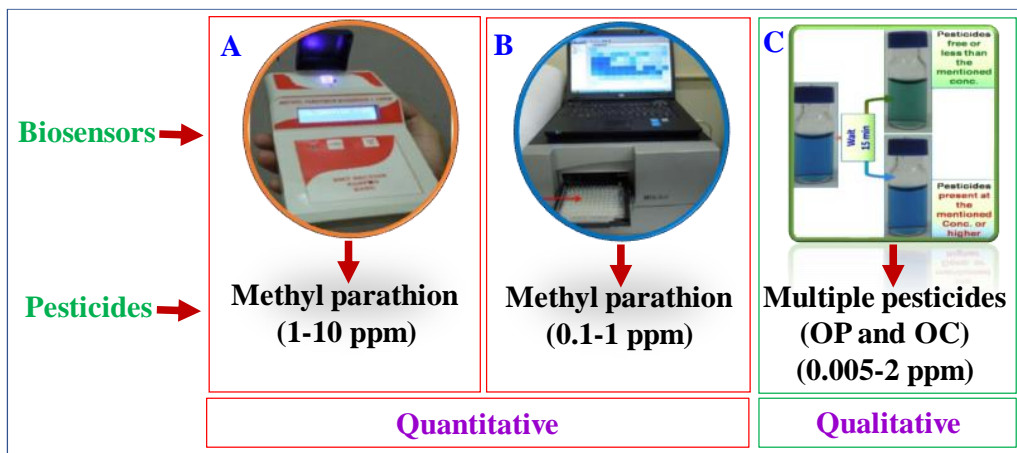 A
B
C
Pesticides
free or
less than
the
mentioned
conc.
Wait
15 min
Pesticides
present at
the
mentioned
Conc. or
higher
Biosensors
Pesticides
Methyl parathion
(1-10 ppm)
Methyl parathion
(0.1-1 ppm)
Multiple pesticides
(OP and OC)
(0.005-2 ppm)
Quantitative
Qualitative